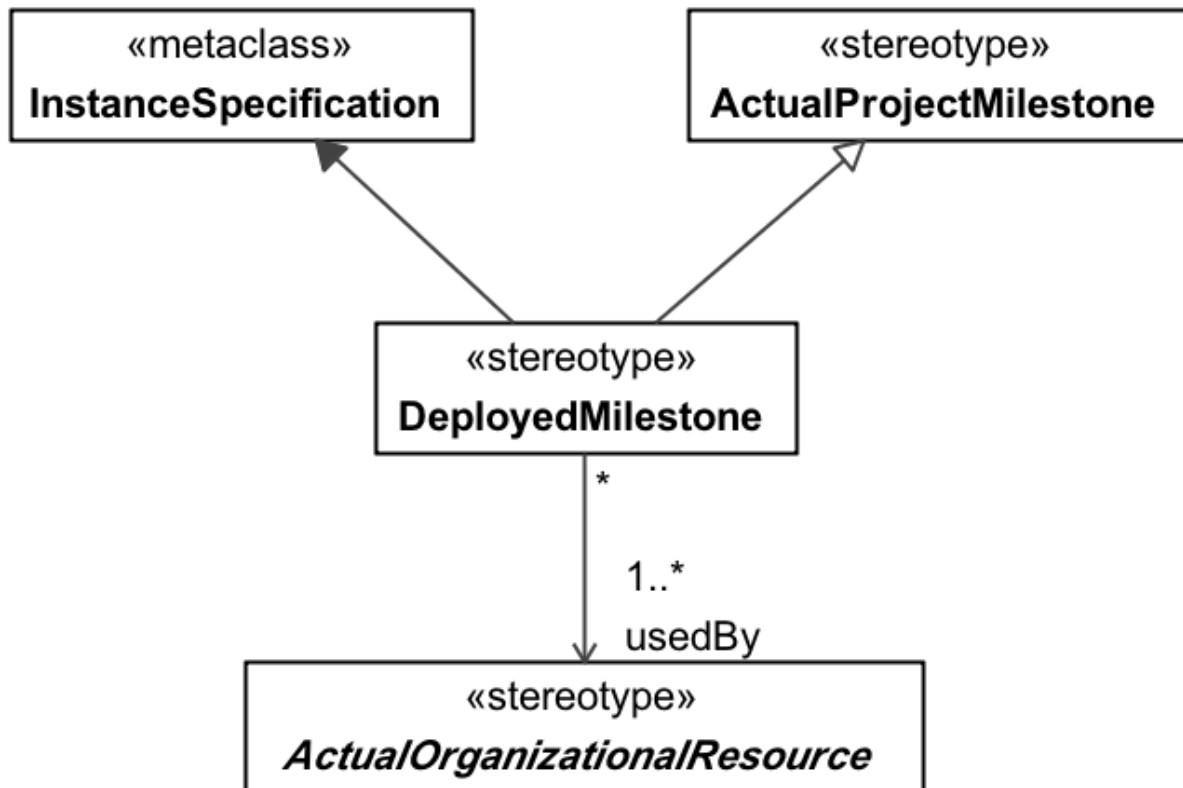 «metaclass»
InstanceSpecification
«stereotype»
ActualProjectMilestone
«stereotype»
DeployedMilestone
*
1..*
usedBy
«stereotype»
ActualOrganizationalResource